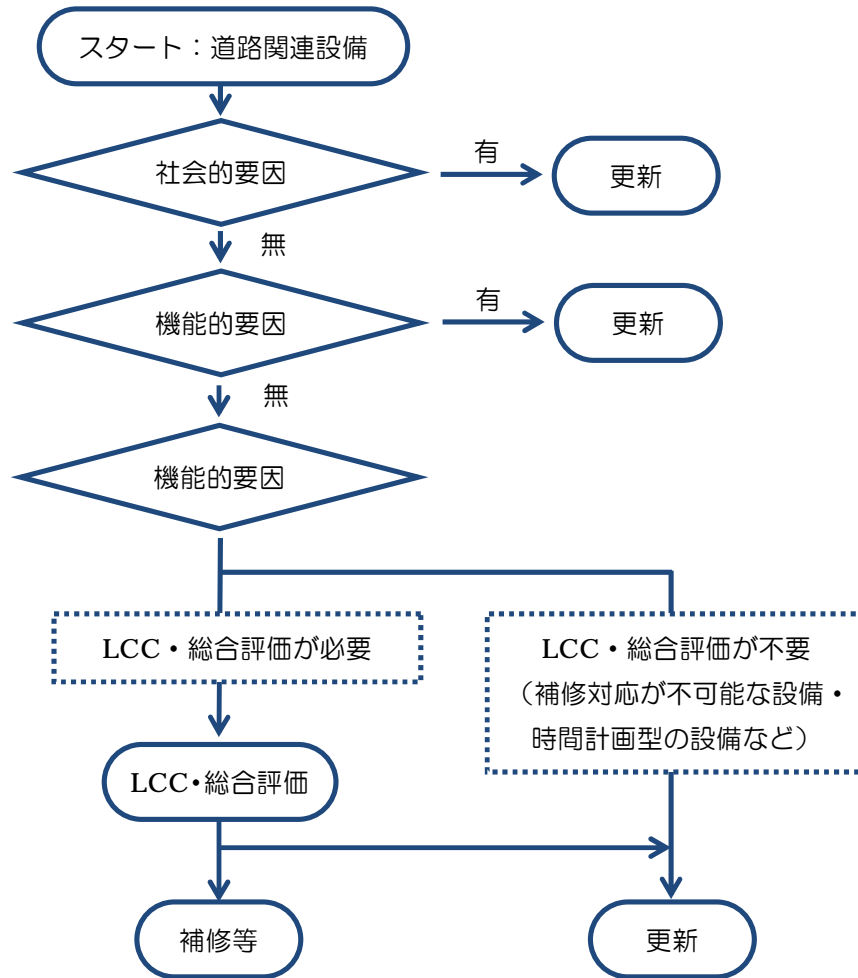 スタート：道路関連設備
社会的要因
有
更新
無
機能的要因
有
更新
無
機能的要因
LCC・総合評価が必要
LCC・総合評価が不要
（補修対応が不可能な設備・
時間計画型の設備など）
LCC・総合評価
補修等
更新